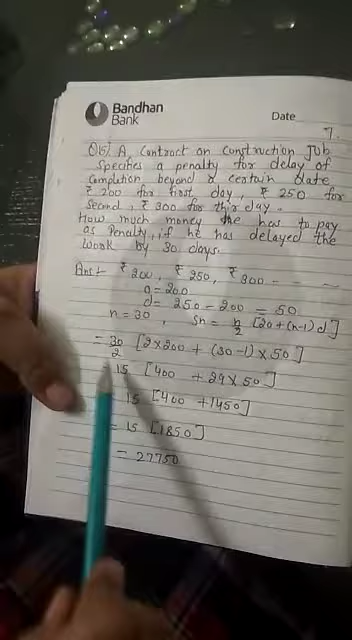 Bandhan
Bank
Date
7.
Q15) A, Contract on construction Job
Specifies a penalty for delay of
Completion beyond a certain date
₹ 200 for first day, ₹ 250 for
Second, ₹ 300 for third day.
How much money he has to pay
as Penalty, if he has delayed the
work by 30 days.
Ans:- ₹200, ₹250, ₹300 -
a = 200
d = 250 - 200 = 50
n = 30, Sn = n/2 [2a + (n-1) d]
= 30/2 [2×200 + (30-1) × 50]
= 15 [400 + 29×50]
15 [400 + 1450]
= 15 [1850]
= 27750